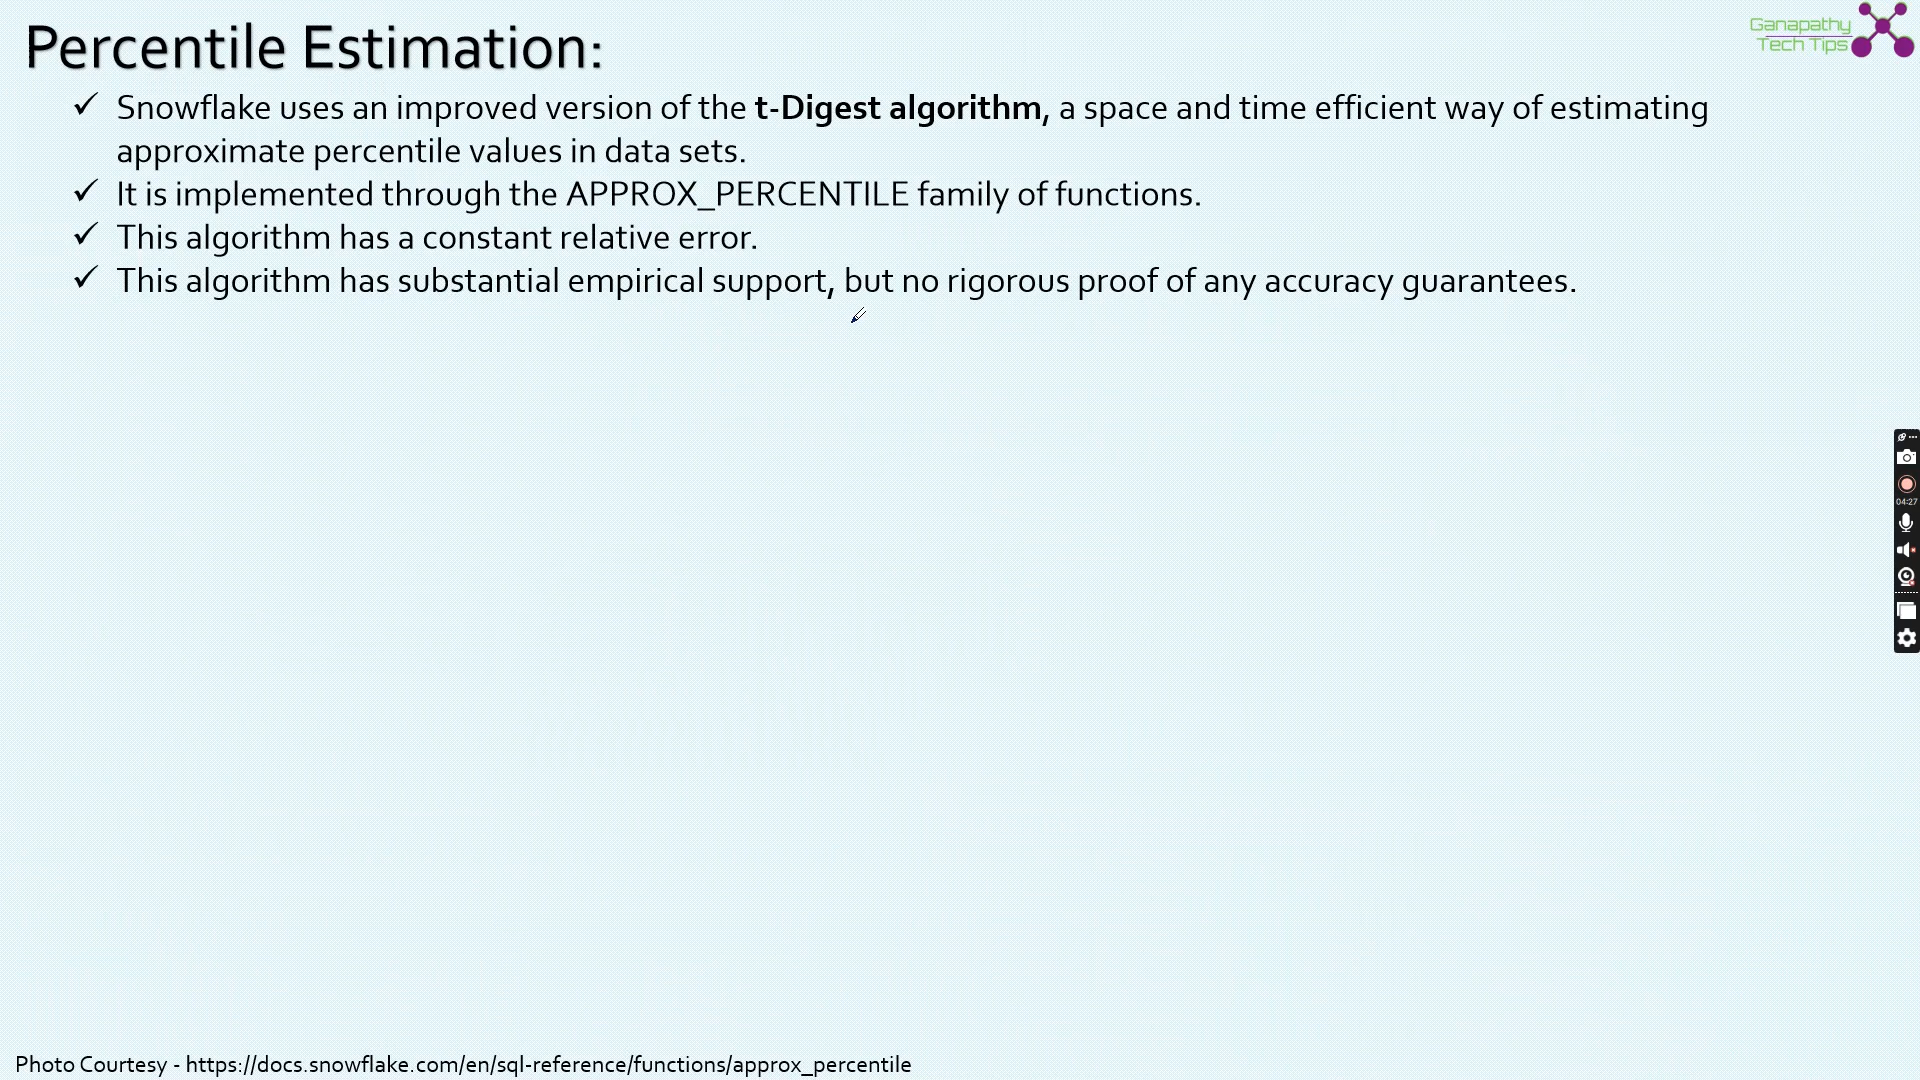 Percentile Estimation:
Ganapathy
Tech Tips
✓ Snowflake uses an improved version of the t-Digest algorithm, a space and time efficient way of estimating
approximate percentile values in data sets.
✓ It is implemented through the APPROX_PERCENTILE family of functions.
✓ This algorithm has a constant relative error.
✓ This algorithm has substantial empirical support, but no rigorous proof of any accuracy guarantees.
04:27
Photo Courtesy - https://docs.snowflake.com/en/sql-reference/functions/approx_percentile